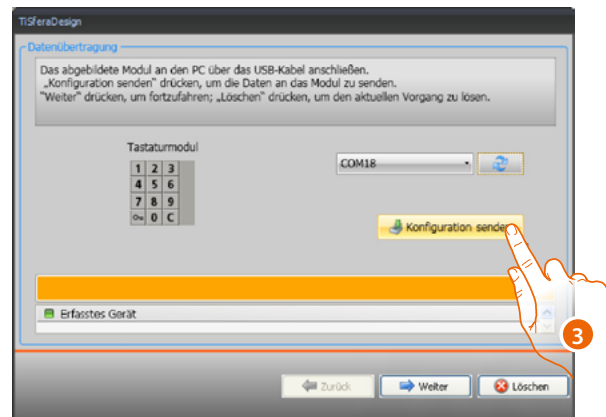 TiSferaDesign
Datenübertragung
Das abgebildete Modul an den PC über das USB-Kabel anschließen.
„Konfiguration senden" drücken, um die Daten an das Modul zu senden.
"Weiter" drücken, um fortzufahren; „Löschen" drücken, um den aktuellen Vorgang zu lösen.
Tastaturmodul
1 2 3
4 5 6
7 8 9
0 C
COM18
Konfiguration senden
Erfasstes Gerät
3
Zurück
Weiter
Löschen